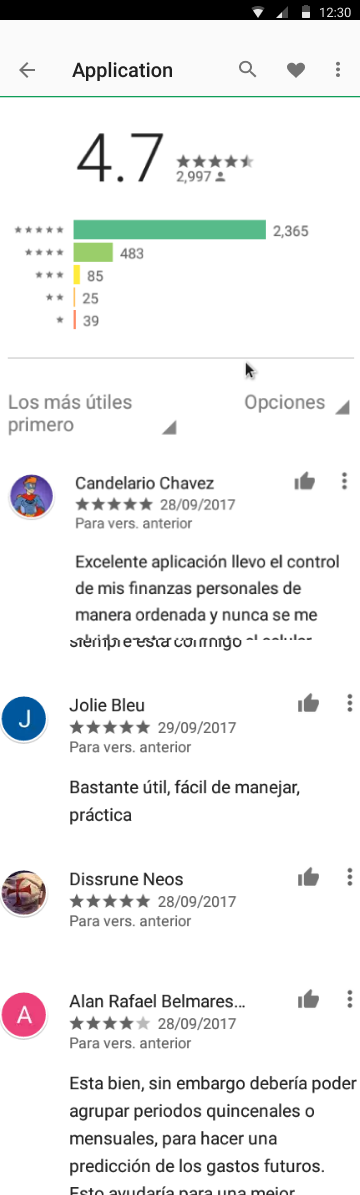 12:30
Application
4.7
2,997
2,365
483
85
25
39
Los más útiles
primero
Opciones
Candelario Chavez
28/09/2017
Para vers. anterior
Excelente aplicación llevo el control
de mis finanzas personales de
manera ordenada y nunca se me
siempre esta conmigo el celular
J
Jolie Bleu
29/09/2017
Para vers. anterior
Bastante útil, fácil de manejar,
práctica
Dissrune Neos
28/09/2017
Para vers. anterior
A
Alan Rafael Belmares...
28/09/2017
Para vers. anterior
Esta bien, sin embargo debería poder
agrupar periodos quincenales o
mensuales, para hacer una
predicción de los gastos futuros.
Esto ayudaría para una mejor